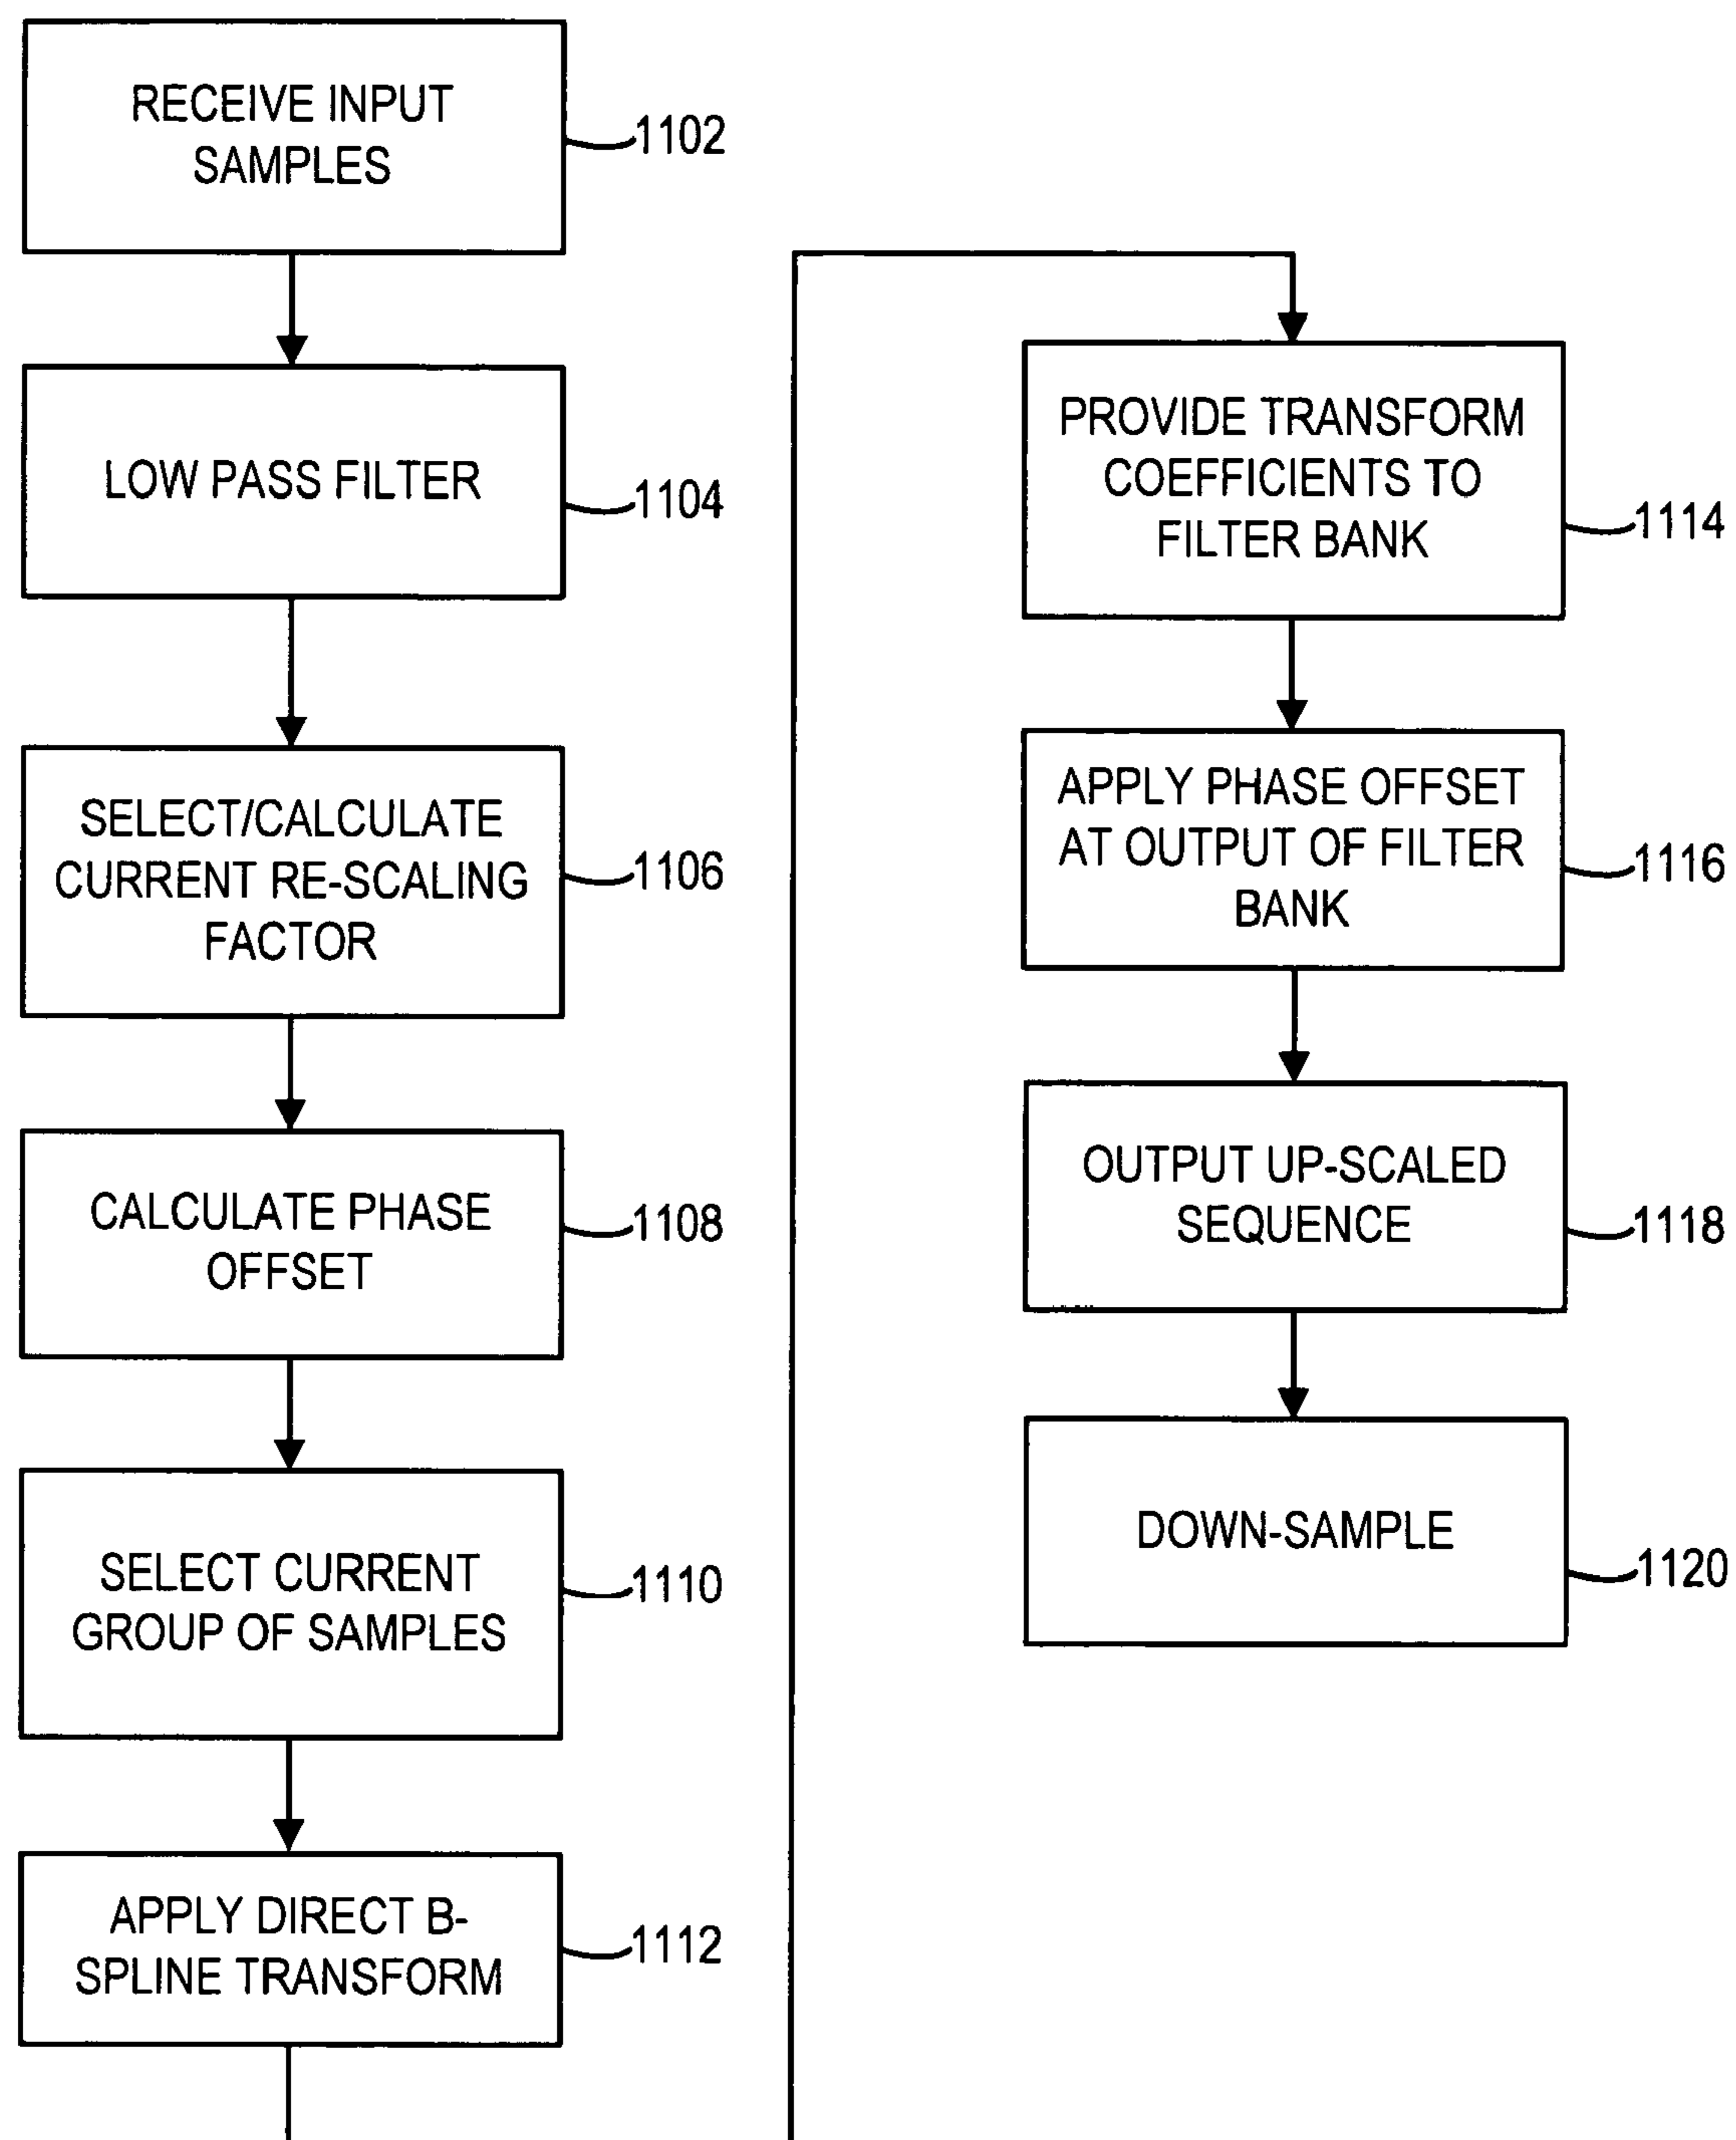 RECEIVE INPUT
SAMPLES
1102
LOW PASS FILTER
1104
SELECT/CALCULATE
CURRENT RE-SCALING
FACTOR
1106
CALCULATE PHASE
OFFSET
1108
SELECT CURRENT
GROUP OF SAMPLES
1110
APPLY DIRECT B-
SPLINE TRANSFORM
1112
PROVIDE TRANSFORM
COEFFICIENTS TO
FILTER BANK
1114
APPLY PHASE OFFSET
AT OUTPUT OF FILTER
BANK
1116
OUTPUT UP-SCALED
SEQUENCE
1118
DOWN-SAMPLE
1120